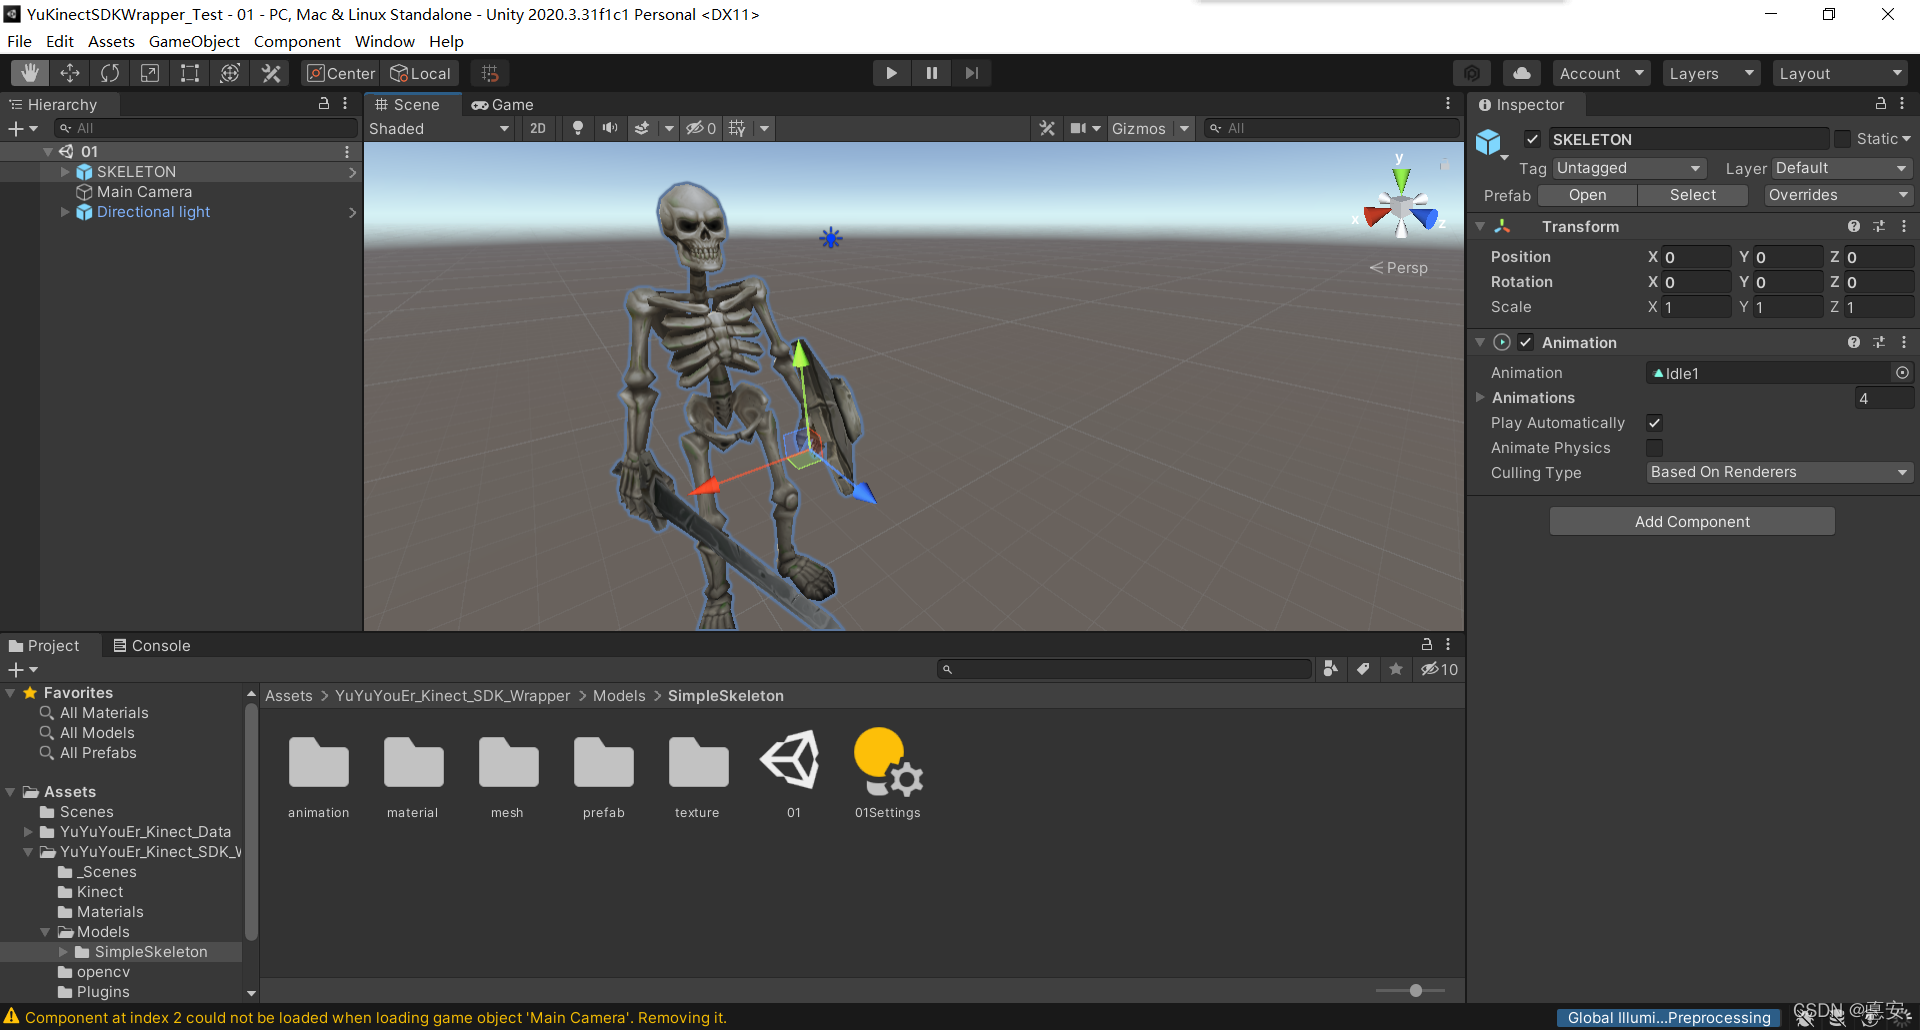 YuKinectSDKWrapper_Test - 01 - PC, Mac & Linux Standalone - Unity 2020.3.31f1c1 Personal <DX11>
File Edit Assets GameObject Component Window Help
Center Local Account Layers Layout
Hierarchy
All
01
SKELETON
Main Camera
Directional light
Scene Game
Shaded 2D 0 Gizmos All
y
x
z
Persp
Inspector
SKELETON Static
Tag Untagged Layer Default
Prefab Open Select Overrides
Transform
Position X 0 Y 0 Z 0
Rotation X 0 Y 0 Z 0
Scale X 1 Y 1 Z 1
Animation
Animation Idle1
Animations 4
Play Automatically
Animate Physics
Culling Type Based On Renderers
Add Component
Project Console
10
Favorites
All Materials
All Models
All Prefabs
Assets
Scenes
YuYuYouEr_Kinect_Data
YuYuYouEr_Kinect_SDK_W
_Scenes
Kinect
Materials
Models
SimpleSkeleton
opencv
Plugins
Assets > YuYuYouEr_Kinect_SDK_Wrapper > Models > SimpleSkeleton
animation material mesh prefab texture 01 01Settings
Component at index 2 could not be loaded when loading game object 'Main Camera'. Removing it.
Global Illumi...Preprocessing
CSDN